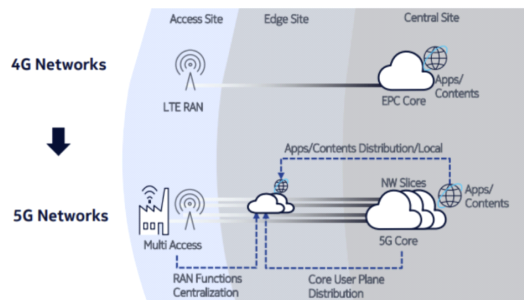 Access Site
Edge Site
Central Site
4G Networks
Apps/
Contents
LTE RAN
EPC Core
Apps/Contents Distribution/Local
NW Slices
Apps/
Contents
5G Networks
Multi Access
5G Core
RAN Functions
Centralization
Core User Plane
Distribution